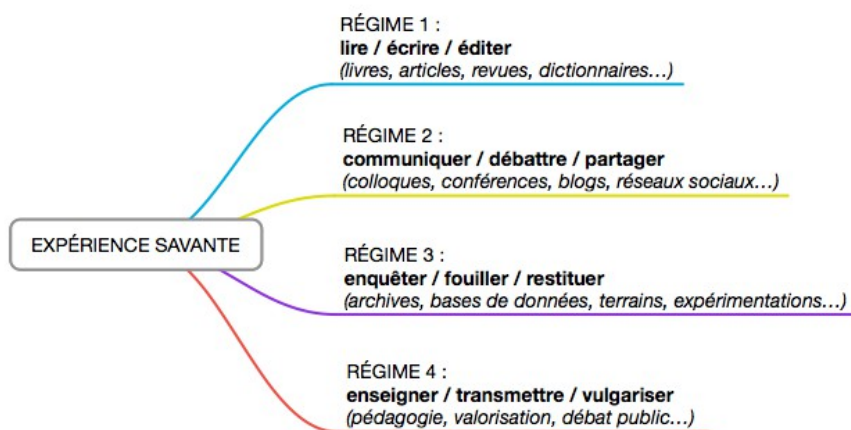 RÉGIME 1 :
lire / écrire / éditer
(livres, articles, revues, dictionnaires…)
RÉGIME 2 :
communiquer / débattre / partager
(colloques, conférences, blogs, réseaux sociaux…)
EXPÉRIENCE SAVANTE
RÉGIME 3 :
enquêter / fouiller / restituer
(archives, bases de données, terrains, expérimentations…)
RÉGIME 4 :
enseigner / transmettre / vulgariser
(pédagogie, valorisation, débat public…)